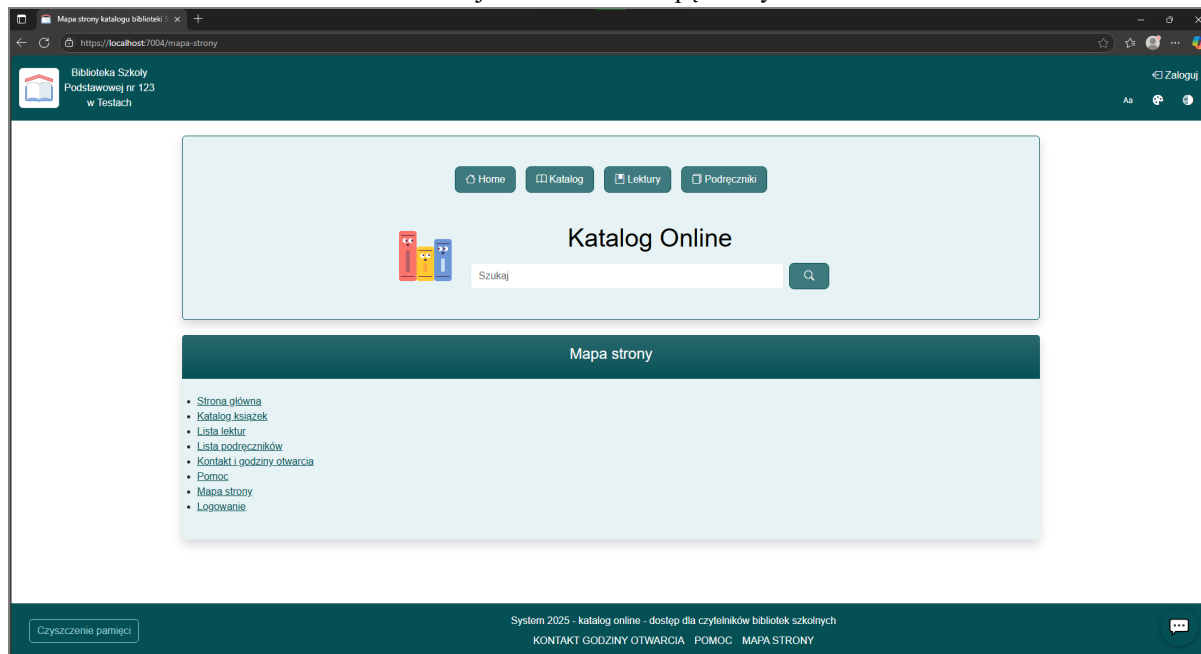 Mapa strony katalogu biblioteki S
https://localhost:7004/mapa-strony
Biblioteka Szkoły
Podstawowej nr 123
w Testach
Zaloguj
Aa
Home
Katalog
Lektury
Podręczniki
Katalog Online
Szukaj
Mapa strony
• Strona główna
• Katalog książek
• Lista lektur
• Lista podręczników
• Kontakt i godziny otwarcia
• Pomoc
• Mapa strony
• Logowanie
Czyszczenie pamięci
System 2025 - katalog online - dostęp dla czytelników bibliotek szkolnych
KONTAKT GODZINY OTWARCIA POMOC MAPA STRONY